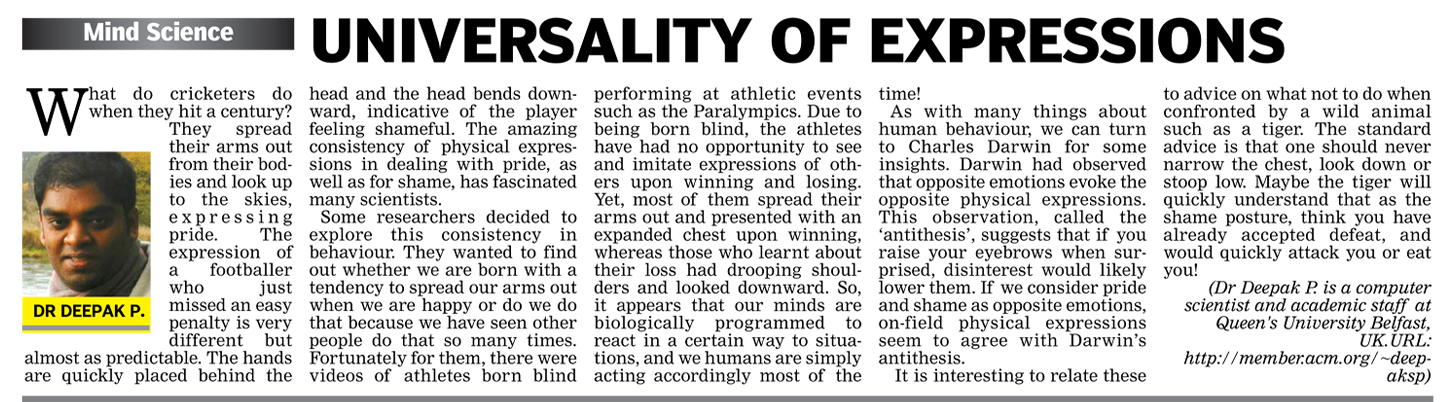 Mind Science
UNIVERSALITY OF EXPRESSIONS
What do cricketers do
when they hit a century?
They spread
their arms out
from their bod-
ies and look up
to the skies,
expressing
pride. The
expression of
a footballer
who just
missed an easy
penalty is very
different but
almost as predictable. The hands
are quickly placed behind the
DR DEEPAK P.
head and the head bends down-
ward, indicative of the player
feeling shameful. The amazing
consistency of physical expres-
sions in dealing with pride, as
well as for shame, has fascinated
many scientists.
Some researchers decided to
explore this consistency in
behaviour. They wanted to find
out whether we are born with a
tendency to spread our arms out
when we are happy or do we do
that because we have seen other
people do that so many times.
Fortunately for them, there were
videos of athletes born blind
performing at athletic events
such as the Paralympics. Due to
being born blind, the athletes
have had no opportunity to see
and imitate expressions of oth-
ers upon winning and losing.
Yet, most of them spread their
arms out and presented with an
expanded chest upon winning,
whereas those who learnt about
their loss had drooping shoul-
ders and looked downward. So,
it appears that our minds are
biologically programmed to
react in a certain way to situa-
tions, and we humans are simply
acting accordingly most of the
time!
As with many things about
human behaviour, we can turn
to Charles Darwin for some
insights. Darwin had observed
that opposite emotions evoke the
opposite physical expressions.
This observation, called the
‘antithesis’, suggests that if you
raise your eyebrows when sur-
prised, disinterest would likely
lower them. If we consider pride
and shame as opposite emotions,
on-field physical expressions
seem to agree with Darwin’s
antithesis.
It is interesting to relate these
to advice on what not to do when
confronted by a wild animal
such as a tiger. The standard
advice is that one should never
narrow the chest, look down or
stoop low. Maybe the tiger will
quickly understand that as the
shame posture, think you have
already accepted defeat, and
would quickly attack you or eat
you!
(Dr Deepak P. is a computer
scientist and academic staff at
Queen's University Belfast,
UK.URL:
http://member.acm.org/~deep-
aksp)